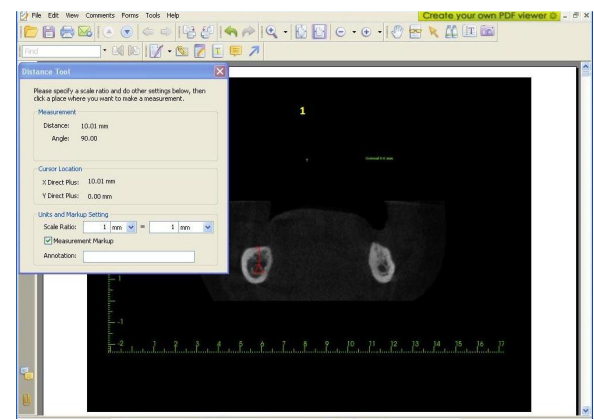 File Edit View Comments Forms Tools Help
Create your own PDF viewer
Find
Distance Tool
Please specify a scale ratio and do other settings below, then
click a place where you want to make a measurement.
Measurement
Distance: 10.01 mm
Angle: 90.00
Cursor Location
X Direct Plus: 10.01 mm
Y Direct Plus: 0.00 mm
Units and Markup Setting
Scale Ratio: 1 mm = 1 mm
Measurement Markup
Annotation:
1
-1
-1
-2 1 2 3 4 5 6 7 8 9 10 11 12 13 14 15 16 17